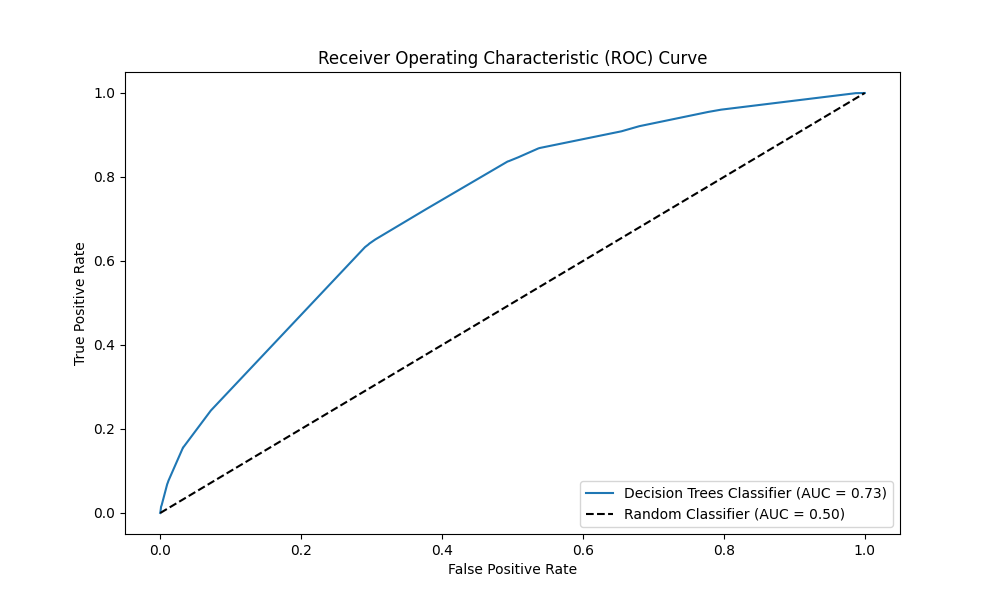 Receiver Operating Characteristic (ROC) Curve
True Positive Rate
1.0
0.8
0.6
0.4
0.2
0.0
0.0 0.2 0.4 0.6 0.8 1.0
False Positive Rate
Decision Trees Classifier (AUC = 0.73)
Random Classifier (AUC = 0.50)